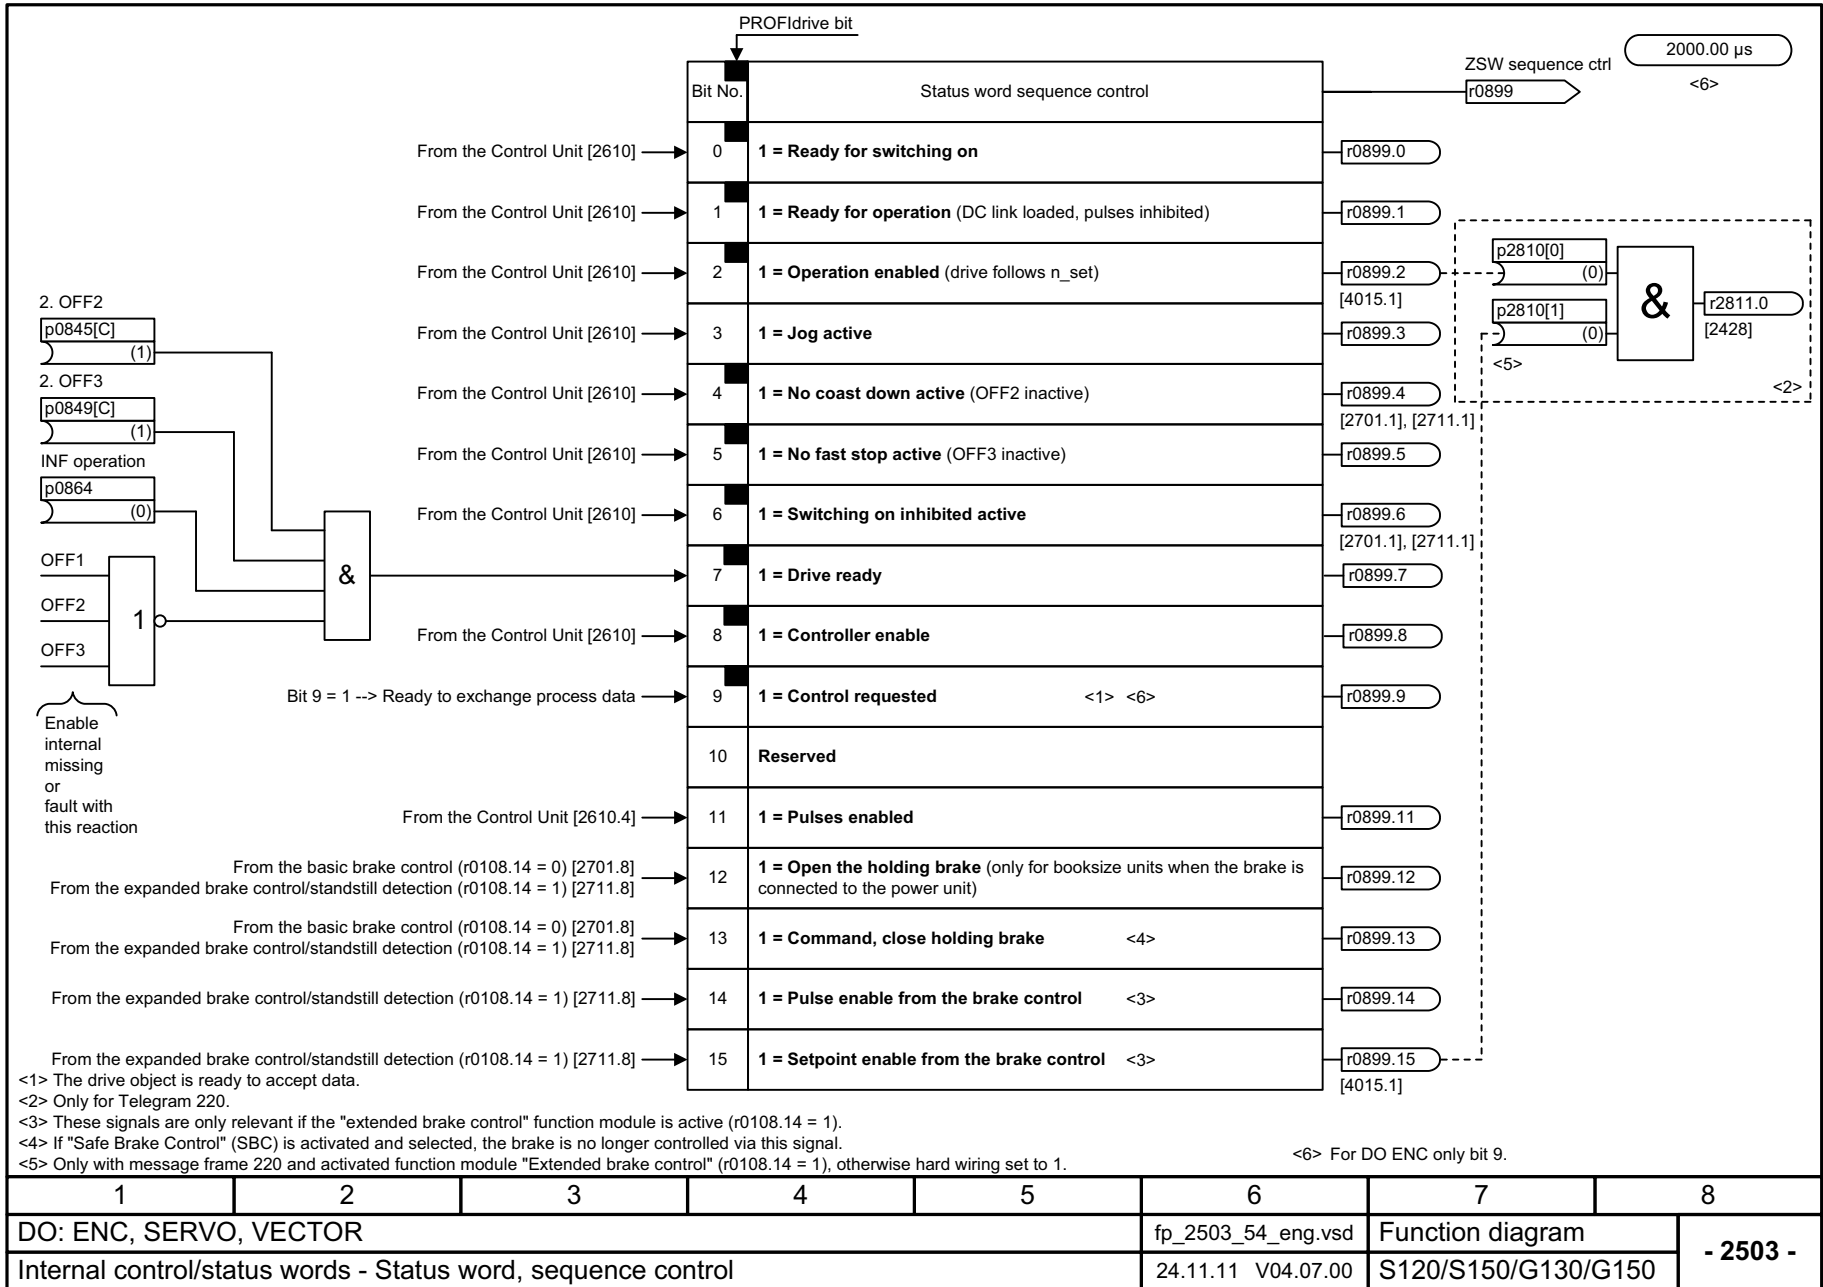 PROFIdrive bit
2000.00 µs
<6>
ZSW sequence ctrl
r0899
Bit No.
Status word sequence control
From the Control Unit [2610]
0
1 = Ready for switching on
r0899.0
From the Control Unit [2610]
1
1 = Ready for operation (DC link loaded, pulses inhibited)
r0899.1
From the Control Unit [2610]
2
1 = Operation enabled (drive follows n_set)
r0899.2
[4015.1]
p2810[0]
(0)
p2810[1]
(0)
<5>
&
r2811.0
[2428]
<2>
2. OFF2
p0845[C]
(1)
From the Control Unit [2610]
3
1 = Jog active
r0899.3
2. OFF3
p0849[C]
(1)
From the Control Unit [2610]
4
1 = No coast down active (OFF2 inactive)
r0899.4
[2701.1], [2711.1]
INF operation
p0864
(0)
From the Control Unit [2610]
5
1 = No fast stop active (OFF3 inactive)
r0899.5
From the Control Unit [2610]
6
1 = Switching on inhibited active
r0899.6
[2701.1], [2711.1]
OFF1
OFF2
OFF3
1
&
7
1 = Drive ready
r0899.7
From the Control Unit [2610]
8
1 = Controller enable
r0899.8
Enable
internal
missing
or
fault with
this reaction
Bit 9 = 1 --> Ready to exchange process data
9
1 = Control requested <1> <6>
r0899.9
10
Reserved
From the Control Unit [2610.4]
11
1 = Pulses enabled
r0899.11
From the basic brake control (r0108.14 = 0) [2701.8]
From the expanded brake control/standstill detection (r0108.14 = 1) [2711.8]
12
1 = Open the holding brake (only for booksize units when the brake is
connected to the power unit)
r0899.12
From the basic brake control (r0108.14 = 0) [2701.8]
From the expanded brake control/standstill detection (r0108.14 = 1) [2711.8]
13
1 = Command, close holding brake <4>
r0899.13
From the expanded brake control/standstill detection (r0108.14 = 1) [2711.8]
14
1 = Pulse enable from the brake control <3>
r0899.14
From the expanded brake control/standstill detection (r0108.14 = 1) [2711.8]
15
1 = Setpoint enable from the brake control <3>
r0899.15
[4015.1]
<1> The drive object is ready to accept data.
<2> Only for Telegram 220.
<3> These signals are only relevant if the "extended brake control" function module is active (r0108.14 = 1).
<4> If "Safe Brake Control" (SBC) is activated and selected, the brake is no longer controlled via this signal.
<5> Only with message frame 220 and activated function module "Extended brake control" (r0108.14 = 1), otherwise hard wiring set to 1.
<6> For DO ENC only bit 9.
1 2 3 4 5 6 7 8
DO: ENC, SERVO, VECTOR
fp_2503_54_eng.vsd
Function diagram
- 2503 -
Internal control/status words - Status word, sequence control
24.11.11 V04.07.00
S120/S150/G130/G150